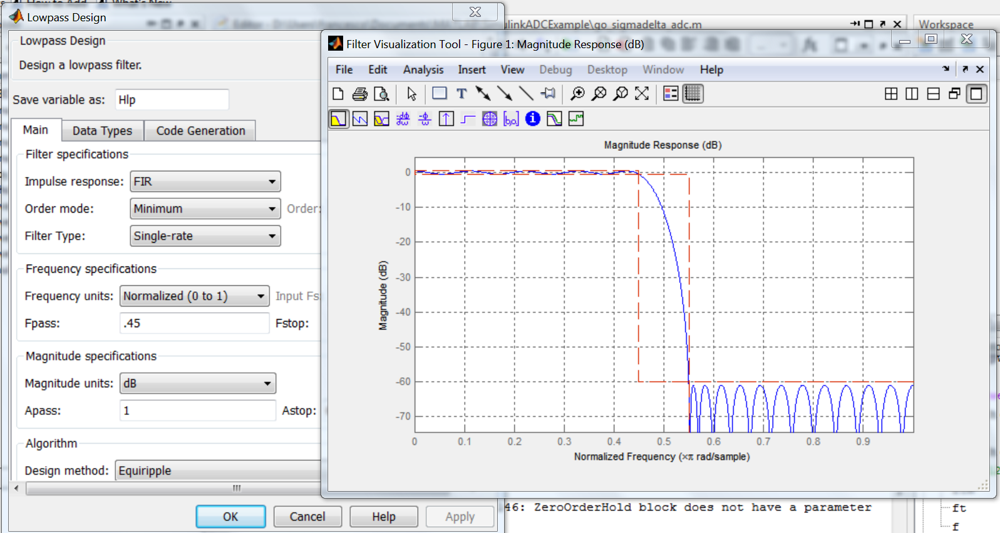 Lowpass Design
Lowpass Design
Design a lowpass filter.
Save variable as: Hlp
Main Data Types Code Generation
Filter specifications
Impulse response: FIR
Order mode: Minimum Order:
Filter Type: Single-rate
Frequency specifications
Frequency units: Normalized (0 to 1) Input Fs
Fpass: .45 Fstop:
Magnitude specifications
Magnitude units: dB
Apass: 1 Astop:
Algorithm
Design method: Equiripple
OK Cancel Help Apply
ulinkADCExample\go_sigmadelta_adc.m
Workspace
Filter Visualization Tool - Figure 1: Magnitude Response (dB)
File Edit Analysis Insert View Debug Desktop Window Help
Magnitude Response (dB)
Magnitude (dB)
0
-10
-20
-30
-40
-50
-60
-70
0 0.1 0.2 0.3 0.4 0.5 0.6 0.7 0.8 0.9
Normalized Frequency (×π rad/sample)
46: ZeroOrderHold block does not have a parameter
ft
f